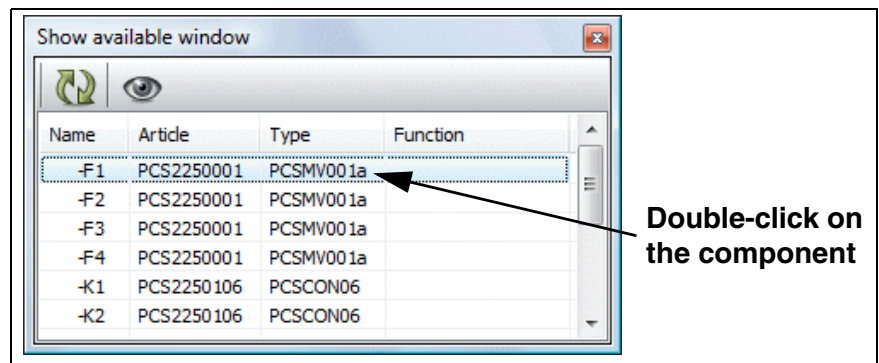 Show available window
Name Article Type Function
-F1 PCS2250001 PCSMV001a
-F2 PCS2250001 PCSMV001a
-F3 PCS2250001 PCSMV001a
-F4 PCS2250001 PCSMV001a
-K1 PCS2250106 PCSCON06
-K2 PCS2250106 PCSCON06
Double-click on
the component